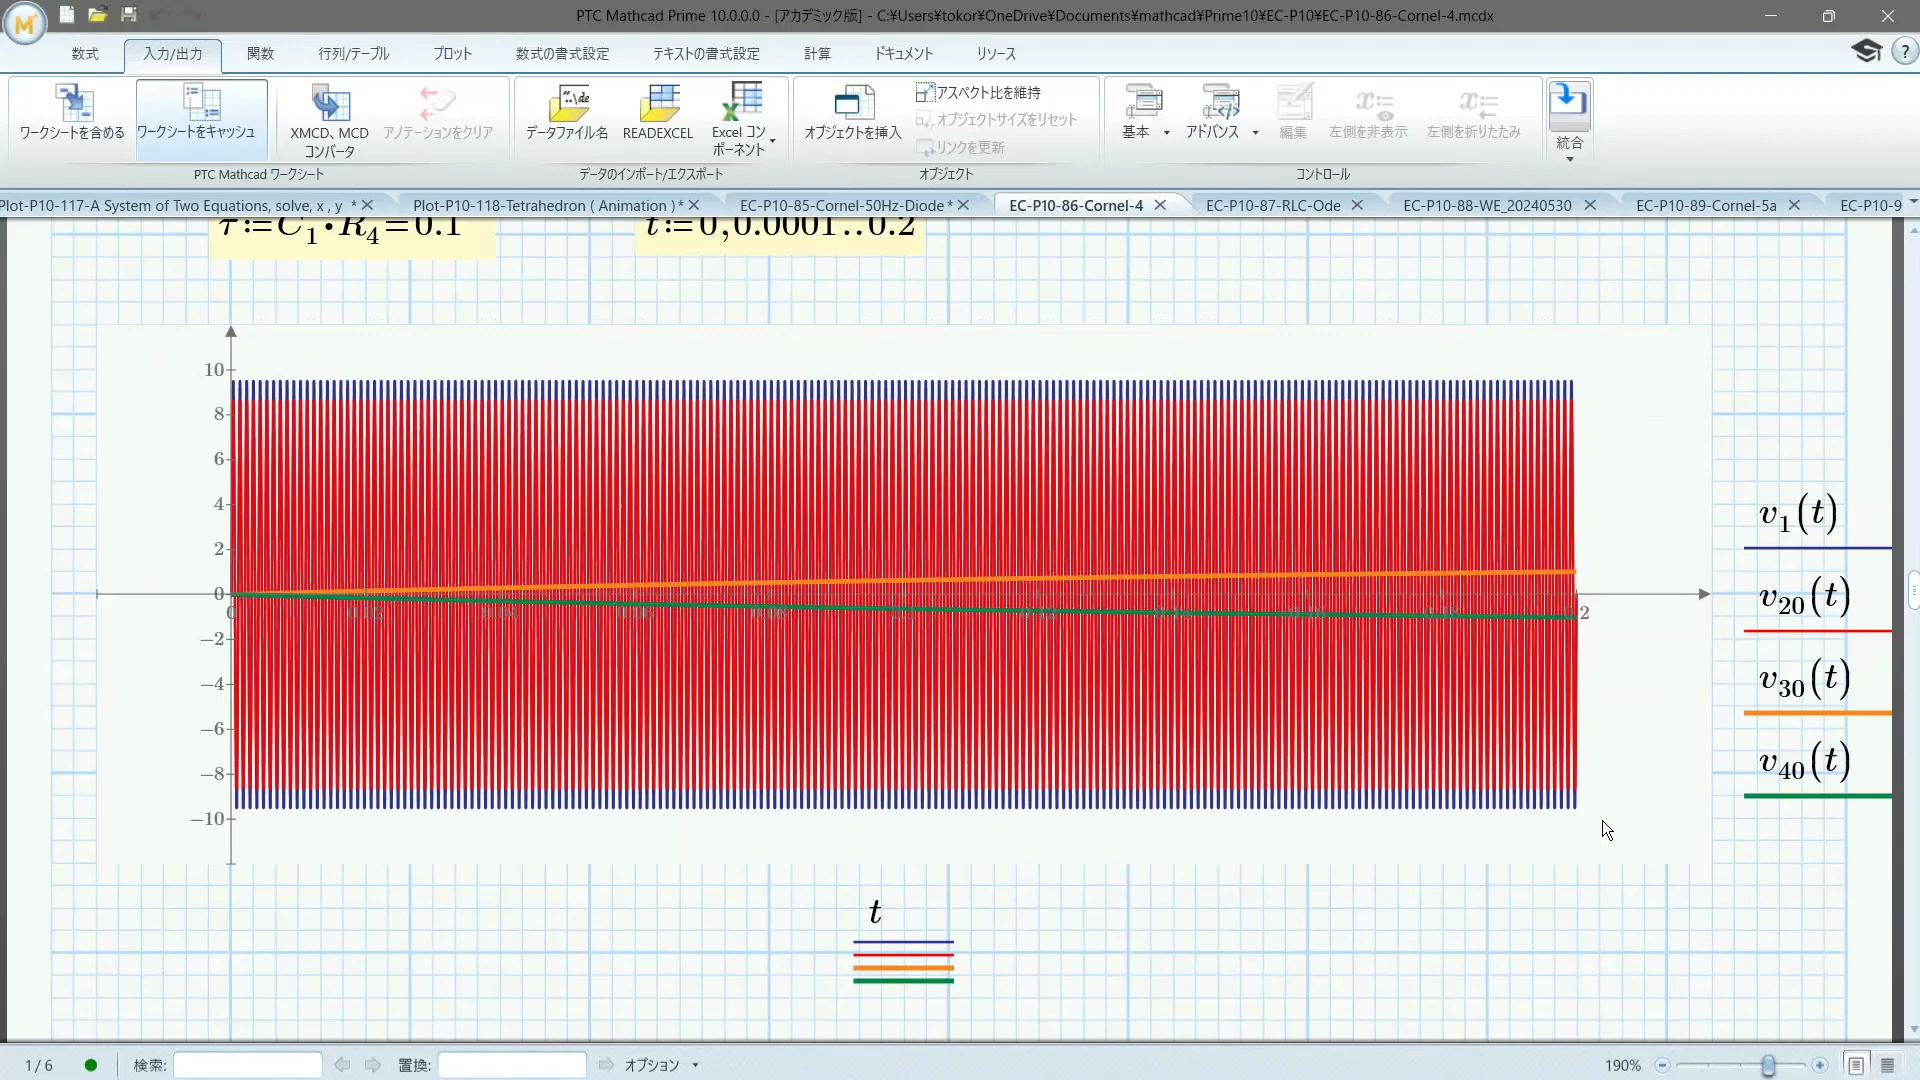 PTC Mathcad Prime 10.0.0.0 - [アカデミック版] - C:¥Users¥tokor¥OneDrive¥Documents¥mathcad¥Prime10¥EC-P10¥EC-P10-86-Cornel-4.mcdx
数式 入力/出力 関数 行列/テーブル プロット 数式の書式設定 テキストの書式設定 計算 ドキュメント リソース
ワークシートを含める
ワークシートをキャッシュ
XMCD、MCD
コンバータ
アノテーションをクリア
データファイル名
READEXCEL
Excel コン
ポーネント
オブジェクトを挿入
アスペクト比を維持
オブジェクトサイズをリセット
リンクを更新
基本
アドバンス
編集
左側を非表示
左側を折りたたみ
統合
PTC Mathcad ワークシート
データのインポート/エクスポート
オブジェクト
コントロール
Plot-P10-117-A System of Two Equations, solve, x , y *
Plot-P10-118-Tetrahedron ( Animation ) *
EC-P10-85-Cornel-50Hz-Diode *
EC-P10-86-Cornel-4
EC-P10-87-RLC-Ode
EC-P10-88-WE_20240530
EC-P10-89-Cornel-5a
EC-P10-9
τ:=C₁•R₄=0.1
t:=0,0.0001..0.2
10
8
6
4
2
0
−2
−4
−6
−8
−10
0
v₁(t)
v₂₀(t)
v₃₀(t)
v₄₀(t)
t
1 / 6
検索:
置換:
オプション
190%